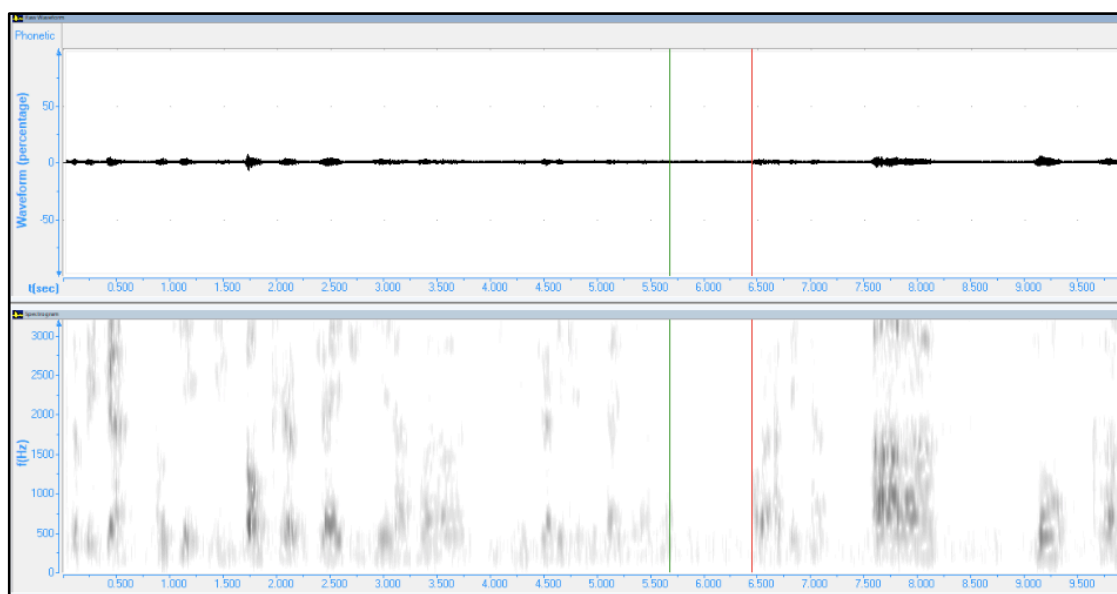 Raw Waveform
Phonetic
Waveform (percentage)
50
0
-50
t(sec)
0.500 1.000 1.500 2.000 2.500 3.000 3.500 4.000 4.500 5.000 5.500 6.000 6.500 7.000 7.500 8.000 8.500 9.000 9.500
Spectrogram
f(Hz)
3000
2500
2000
1500
1000
500
0
0.500 1.000 1.500 2.000 2.500 3.000 3.500 4.000 4.500 5.000 5.500 6.000 6.500 7.000 7.500 8.000 8.500 9.000 9.500